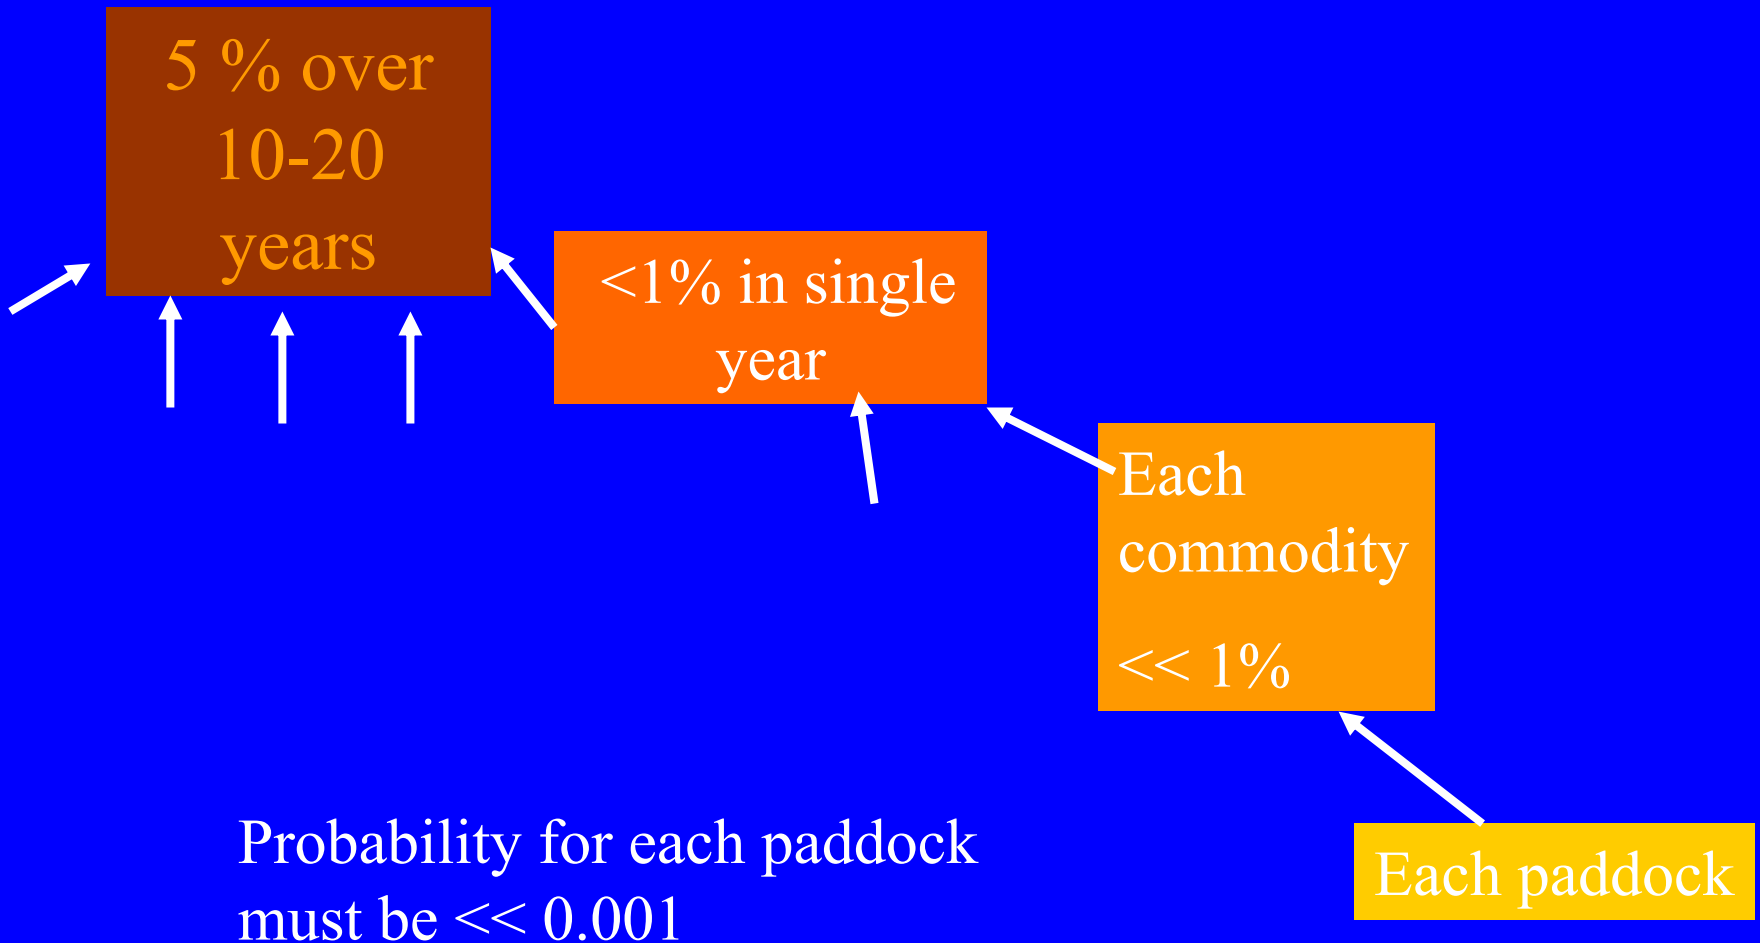 5 % over
10-20
years
<1% in single
year
Each
commodity
<< 1%
Each paddock
Probability for each paddock
must be << 0.001